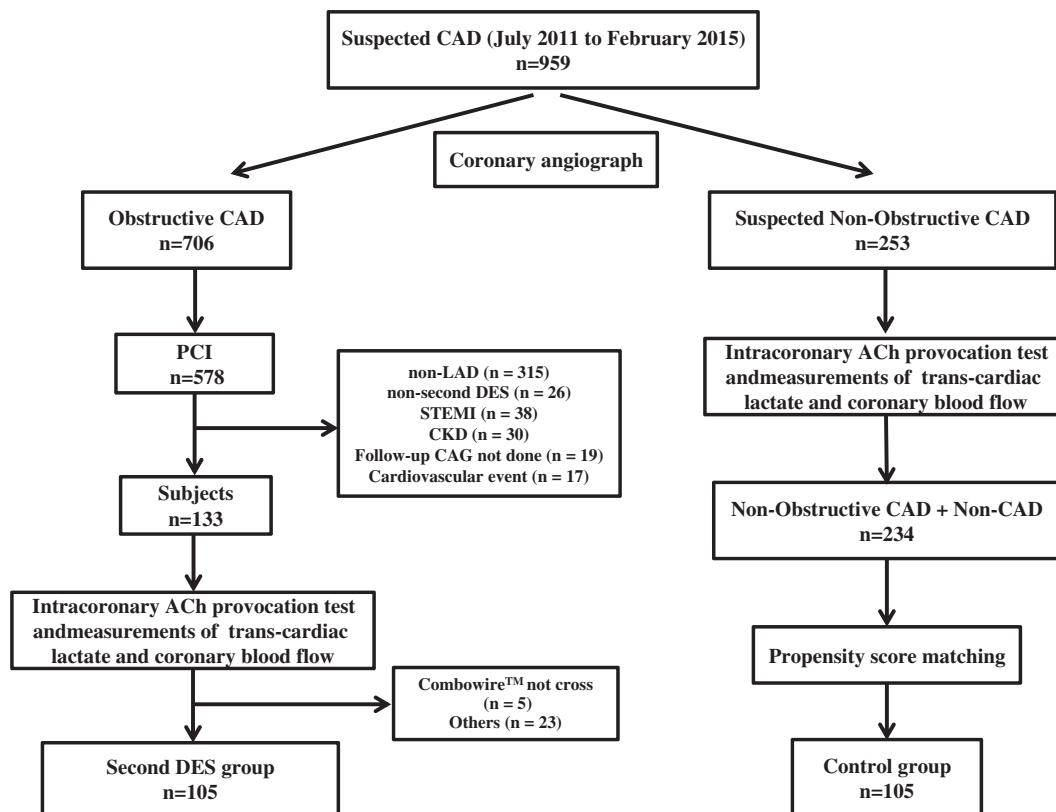 Suspected CAD (July 2011 to February 2015)
n=959
Coronary angiograph
Obstructive CAD
n=706
Suspected Non-Obstructive CAD
n=253
PCI
n=578
non-LAD (n = 315)
non-second DES (n = 26)
STEMI (n = 38)
CKD (n = 30)
Follow-up CAG not done (n = 19)
Cardiovascular event (n = 17)
Intracoronary ACh provocation test
andmeasurements of trans-cardiac
lactate and coronary blood flow
Subjects
n=133
Non-Obstructive CAD + Non-CAD
n=234
Intracoronary ACh provocation test
andmeasurements of trans-cardiac
lactate and coronary blood flow
Propensity score matching
Combowire™ not cross
(n = 5)
Others (n = 23)
Second DES group
n=105
Control group
n=105